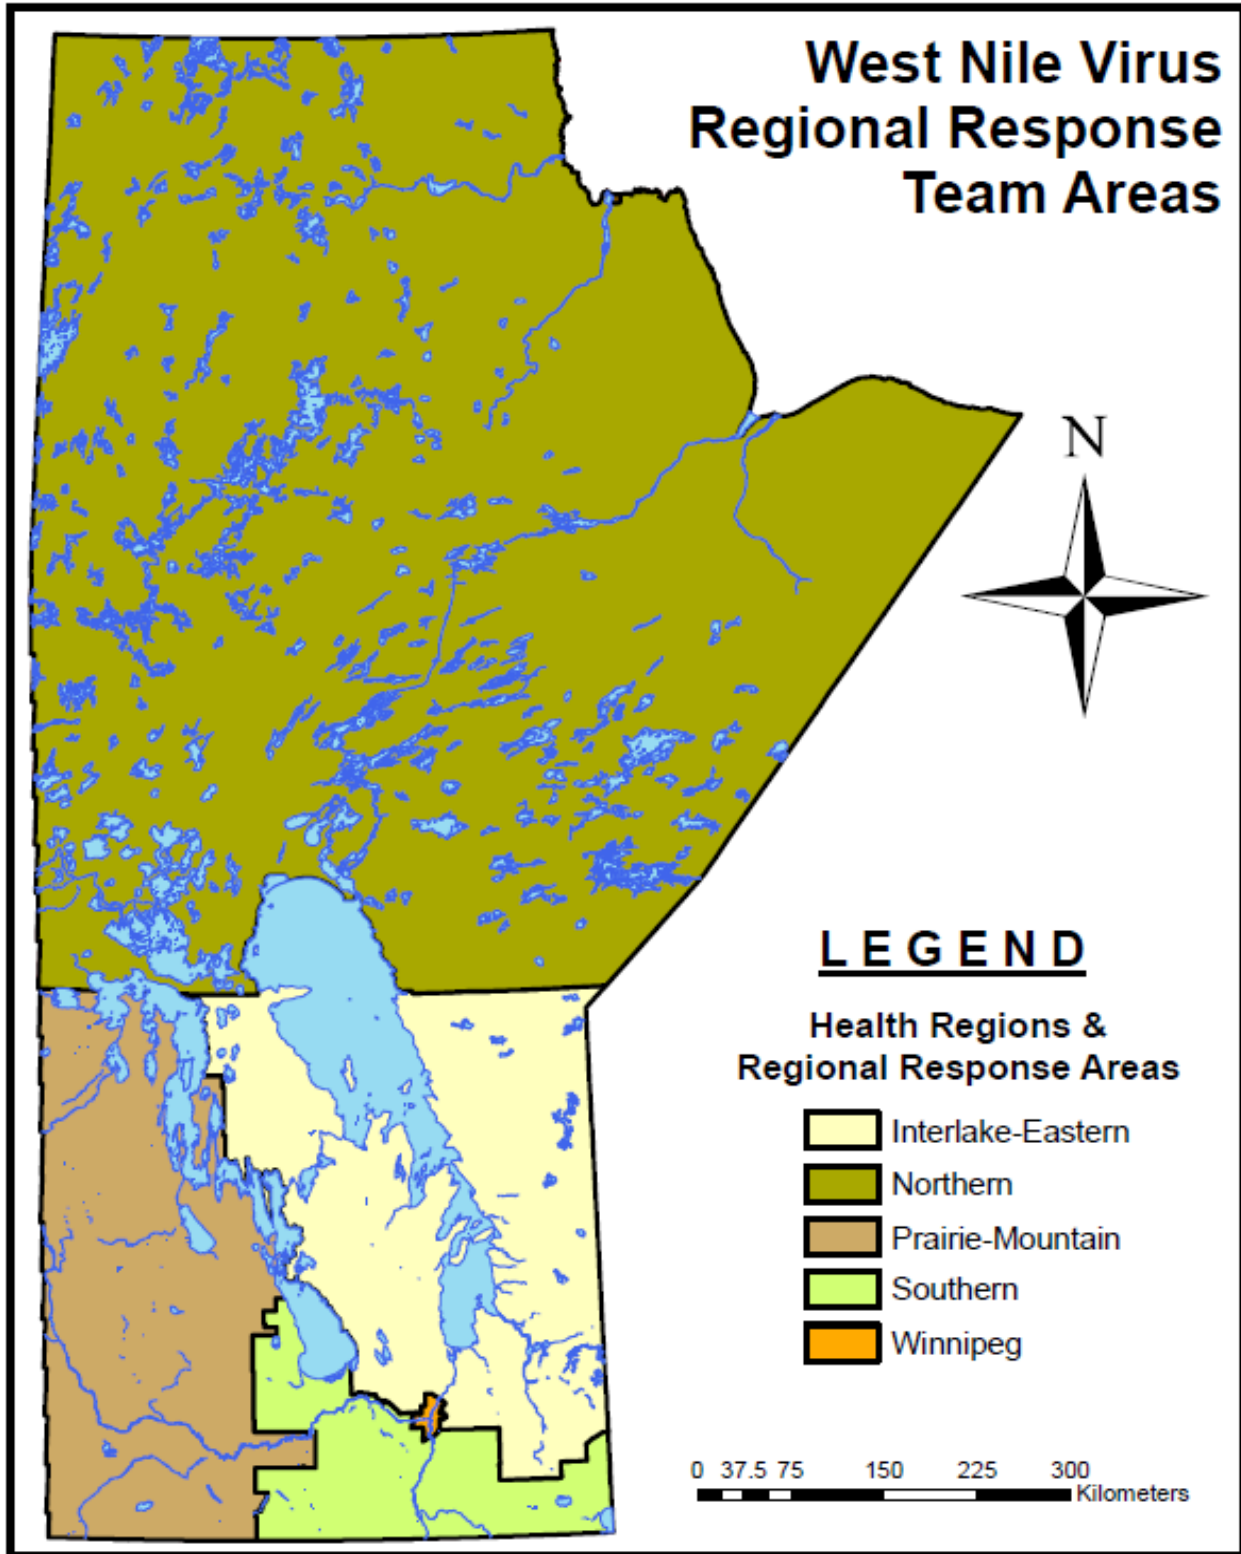 West Nile Virus
Regional Response
Team Areas
N
LEGEND
Health Regions &
Regional Response Areas
Interlake-Eastern
Northern
Prairie-Mountain
Southern
Winnipeg
0 37.5 75 150 225 300
Kilometers